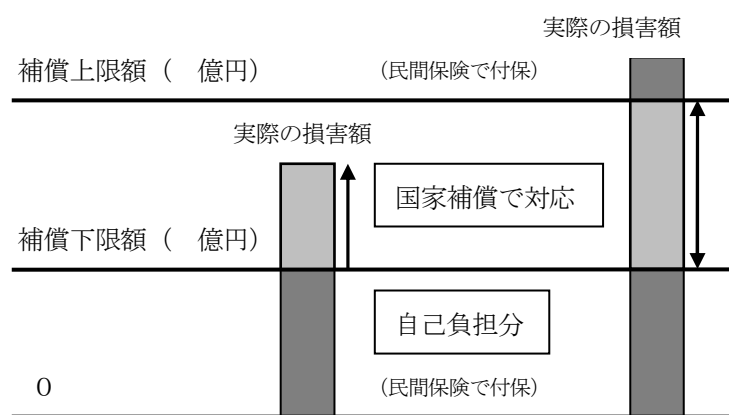 実際の損害額
補償上限額（　億円）
（民間保険で付保）
実際の損害額
国家補償で対応
補償下限額（　億円）
自己負担分
0
（民間保険で付保）